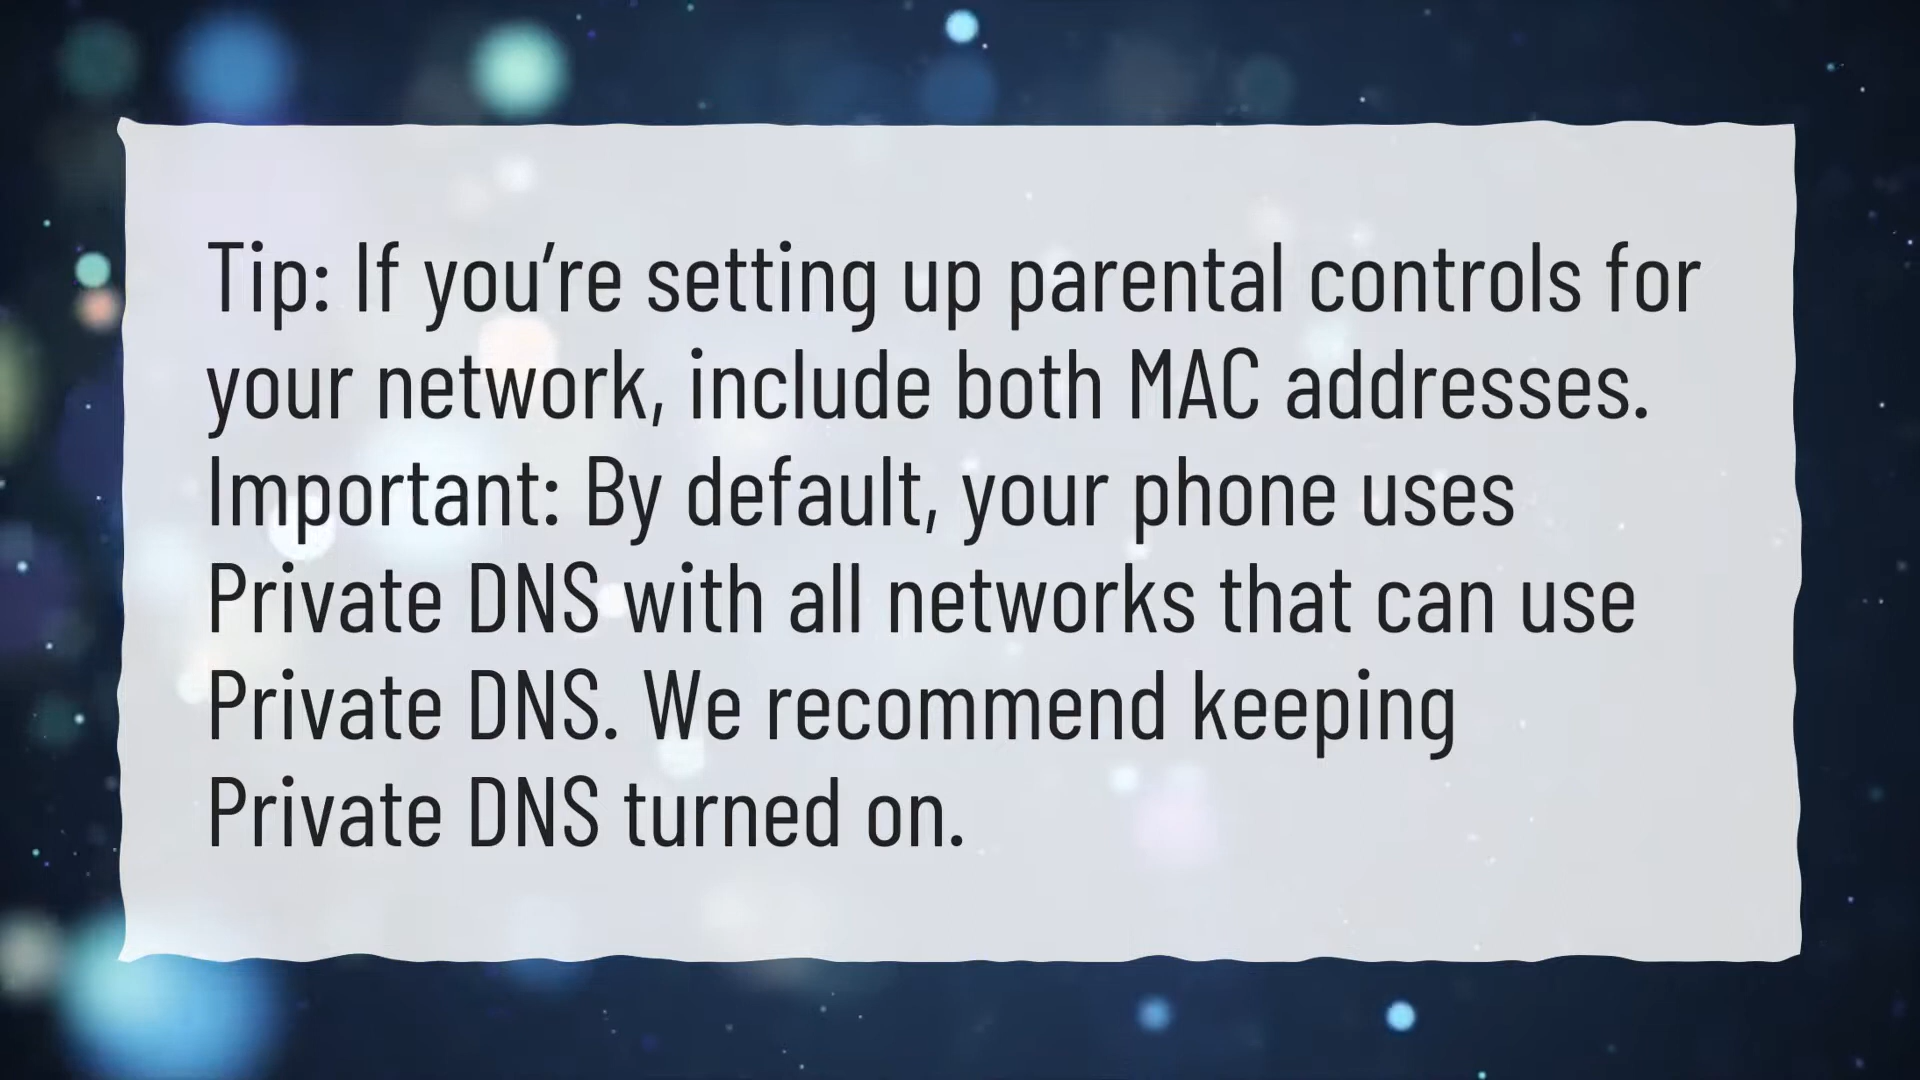 Tip: If you’re setting up parental controls for
your network, include both MAC addresses.
Important: By default, your phone uses
Private DNS with all networks that can use
Private DNS. We recommend keeping
Private DNS turned on.